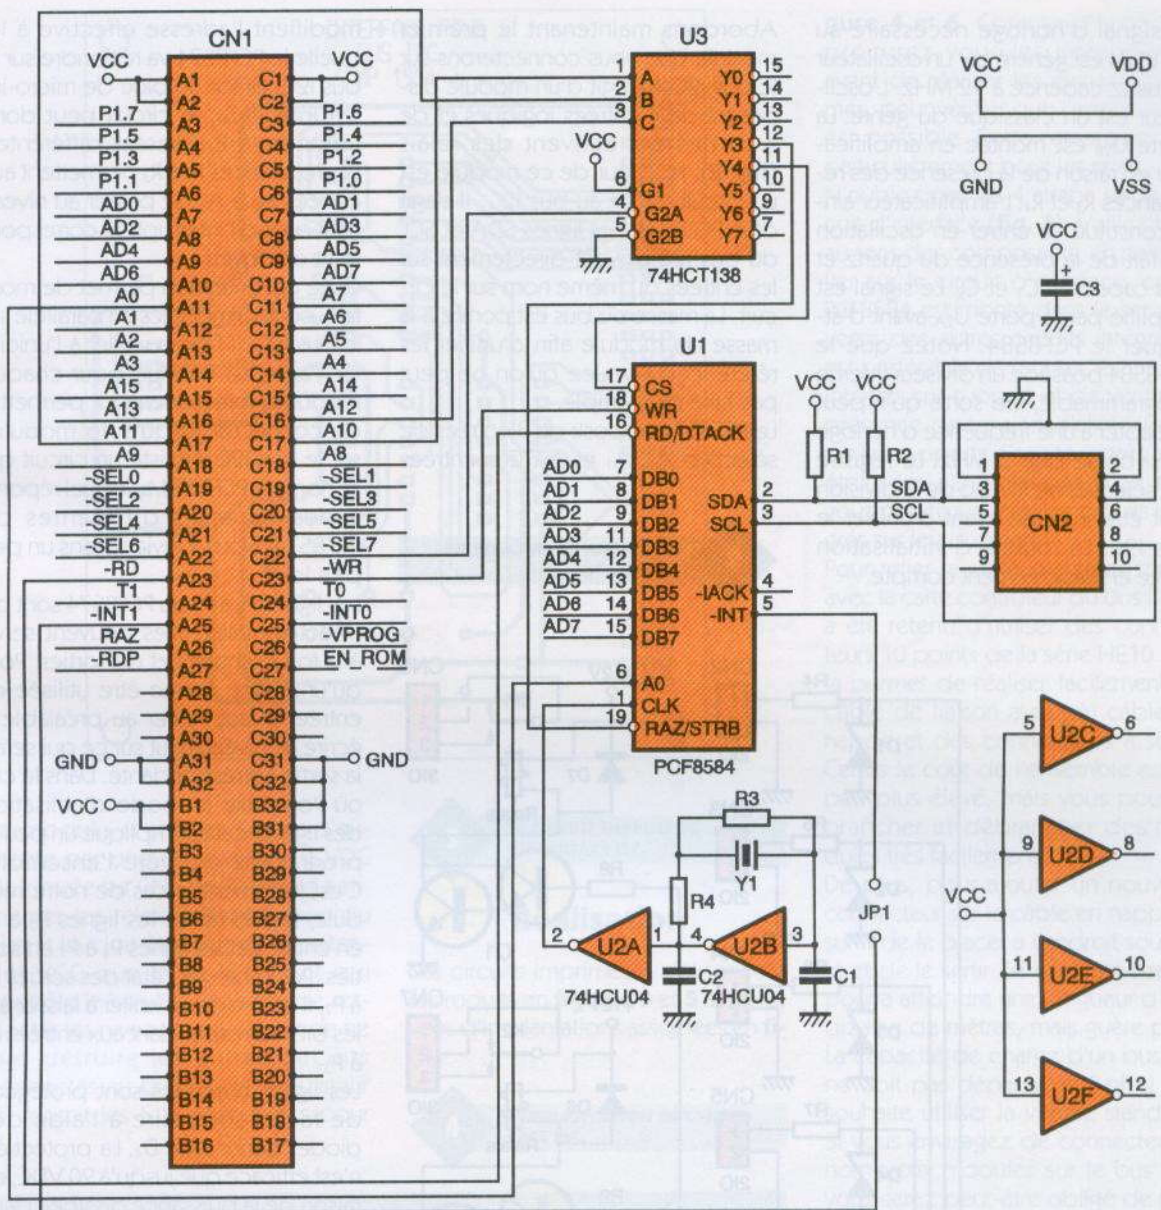 CN1
VCC
VCC
A1 C1
A2 C2
P1.7 A3 C3 P1.6
P1.5 A4 C4 P1.4
P1.3 A5 C5 P1.2
P1.1 A6 C6 P1.0
AD0 A7 C7 AD1
AD2 A8 C8 AD3
AD4 A9 C9 AD5
AD6 A10 C10 AD7
A0 A11 C11 A7
A1 A12 C12 A6
A2 A13 C13 A5
A3 A14 C14 A4
A15 A15 C15 A14
A13 A16 C16 A12
A11 A17 C17 A10
A9 A18 C18 A8
-SEL0 A19 C19 -SEL1
-SEL2 A20 C20 -SEL3
-SEL4 A21 C21 -SEL5
-SEL6 A22 C22 -SEL7
-RD A23 C23 -WR
T1 A24 C24 T0
-INT1 A25 C25 -INT0
RAZ A26 C26 VPROG
-RDP A27 C27 EN_ROM
A28 C28
A29 C29
A30 C30
GND A31 C31 GND
A32 C32
VCC B1 B32
B2 B31
B3 B30
B4 B29
B5 B28
B6 B27
B7 B26
B8 B25
B9 B24
B10 B23
B11 B22
B12 B21
B13 B20
B14 B19
B15 B18
B16 B17
U3
1 A Y0 15
2 B Y1 14
3 C Y2 13
Y3 12
VCC Y4 11
6 G1 Y5 10
4 G2A Y6 9
5 G2B Y7 7
74HCT138
VCC VDD
GND VSS
VCC
+
C3
U1
17 CS
18 WR
16 RD/DTACK
AD0 7 DB0
AD1 8 DB1 SDA 2
AD2 9 DB2 SCL 3
AD3 11 DB3
AD4 12 DB4
AD5 13 DB5 -IACK 4
AD6 14 DB6 -INT 5
AD7 15 DB7
6 A0
1 CLK
19 RAZ/STRB
PCF8584
VCC VCC
R1 R2
SDA
SCL
1 2
3 4
5 6
CN2
7 8
9 10
R3
Y1
R4
2 U2A 1
4 U2B 3
74HCU04 C2 74HCU04 C1
JP1
VCC
5 U2C 6
9 U2D 8
11 U2E 10
13 U2F 12